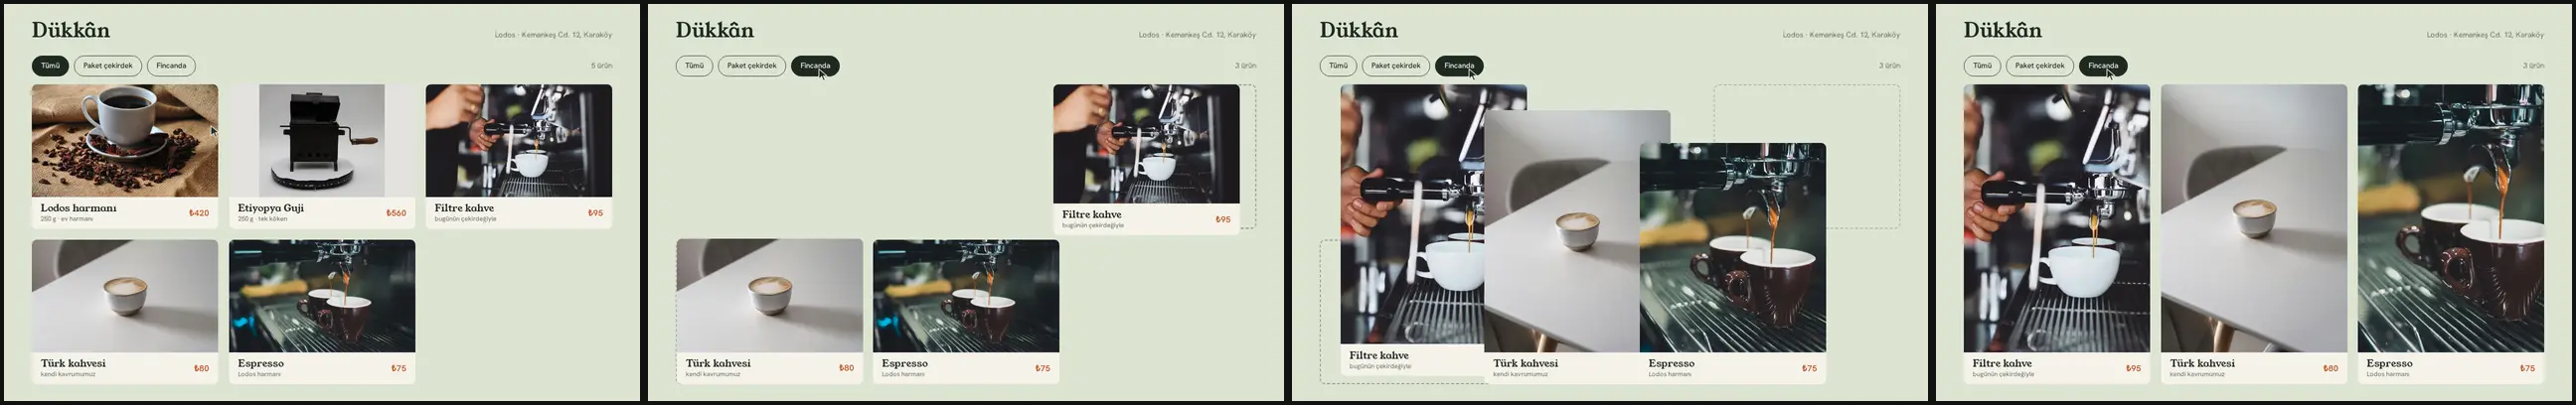 Dükkân
Lodos · Kemankeş Cd. 12, Karaköy
Tümü
Paket çekirdek
Fincanda
5 ürün
Lodos harmanı
250 g · ev harmanı
₺420
Etiyopya Guji
250 g · tek köken
₺560
Filtre kahve
bugünün çekirdeğiyle
₺95
Türk kahvesi
kendi kavrumumuz
₺80
Espresso
Lodos harmanı
₺75
Dükkân
Lodos · Kemankeş Cd. 12, Karaköy
Tümü
Paket çekirdek
Fincanda
3 ürün
Filtre kahve
bugünün çekirdeğiyle
₺95
Türk kahvesi
kendi kavrumumuz
₺80
Espresso
Lodos harmanı
₺75
Dükkân
Lodos · Kemankeş Cd. 12, Karaköy
Tümü
Paket çekirdek
Fincanda
3 ürün
Filtre kahve
bugünün çekirdeğiyle
Türk kahvesi
kendi kavrumumuz
Espresso
Lodos harmanı
₺75
Dükkân
Lodos · Kemankeş Cd. 12, Karaköy
Tümü
Paket çekirdek
Fincanda
3 ürün
Filtre kahve
bugünün çekirdeğiyle
₺95
Türk kahvesi
kendi kavrumumuz
₺80
Espresso
Lodos harmanı
₺75